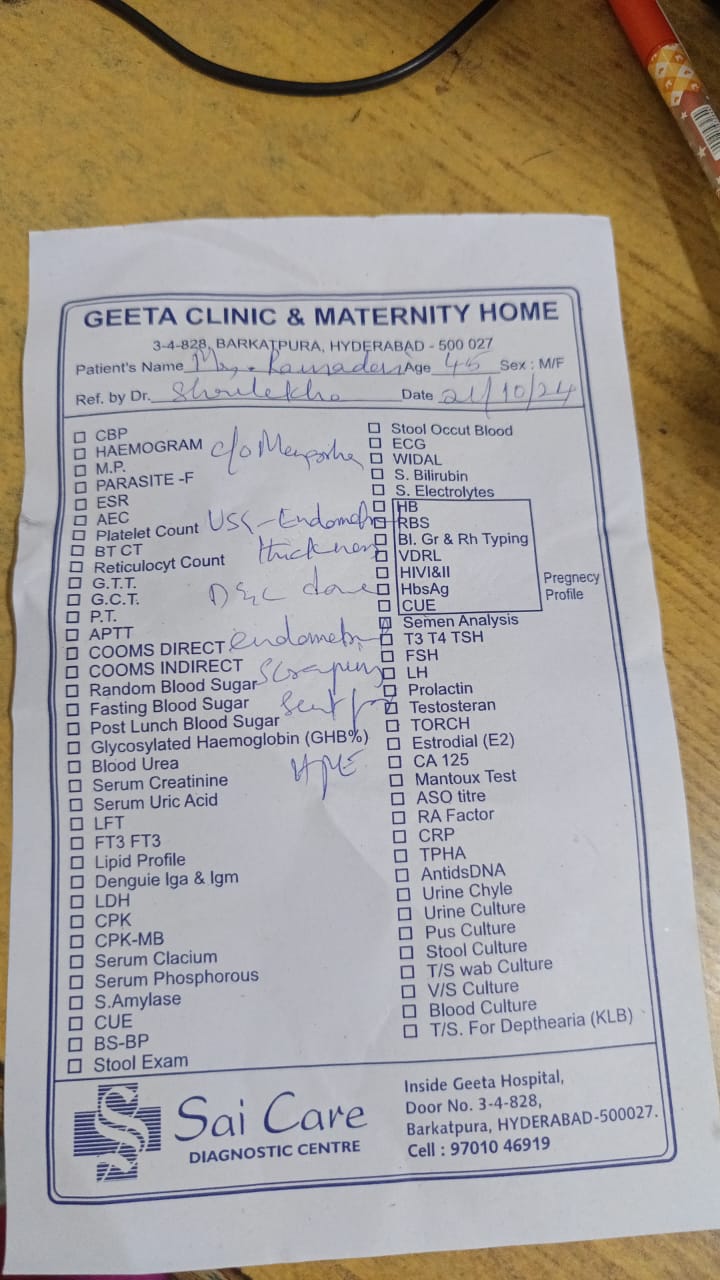 GEETA CLINIC & MATERNITY HOME
3-4-828, BARKATPURA, HYDERABAD - 500 027
Patient's Name Age 45 Sex : M/F
Ref. by Dr. Date 21/10/24
CBP
HAEMOGRAM
M.P.
PARASITE -F
ESR
AEC
Platelet Count
BT CT
Reticulocyt Count
G.T.T.
G.C.T.
P.T.
APTT
COOMS DIRECT
COOMS INDIRECT
Random Blood Sugar
Fasting Blood Sugar
Post Lunch Blood Sugar
Glycosylated Haemoglobin (GHB%)
Blood Urea
Serum Creatinine
Serum Uric Acid
LFT
FT3 FT3
Lipid Profile
Denguie Iga & Igm
LDH
CPK
CPK-MB
Serum Clacium
Serum Phosphorous
S.Amylase
CUE
BS-BP
Stool Exam
c/o
USG - Endometr
thickness
D&C done
endometri
scraping
sent for
HPE
Stool Occut Blood
ECG
WIDAL
S. Bilirubin
S. Electrolytes
HB
RBS
Bl. Gr & Rh Typing
VDRL
HIVI&II
HbsAg
CUE
Pregnecy
Profile
Semen Analysis
T3 T4 TSH
FSH
LH
Prolactin
Testosteran
TORCH
Estrodial (E2)
CA 125
Mantoux Test
ASO titre
RA Factor
CRP
TPHA
AntidsDNA
Urine Chyle
Urine Culture
Pus Culture
Stool Culture
T/S wab Culture
V/S Culture
Blood Culture
T/S. For Depthearia (KLB)
Sai Care
DIAGNOSTIC CENTRE
Inside Geeta Hospital,
Door No. 3-4-828,
Barkatpura, HYDERABAD-500027.
Cell : 97010 46919